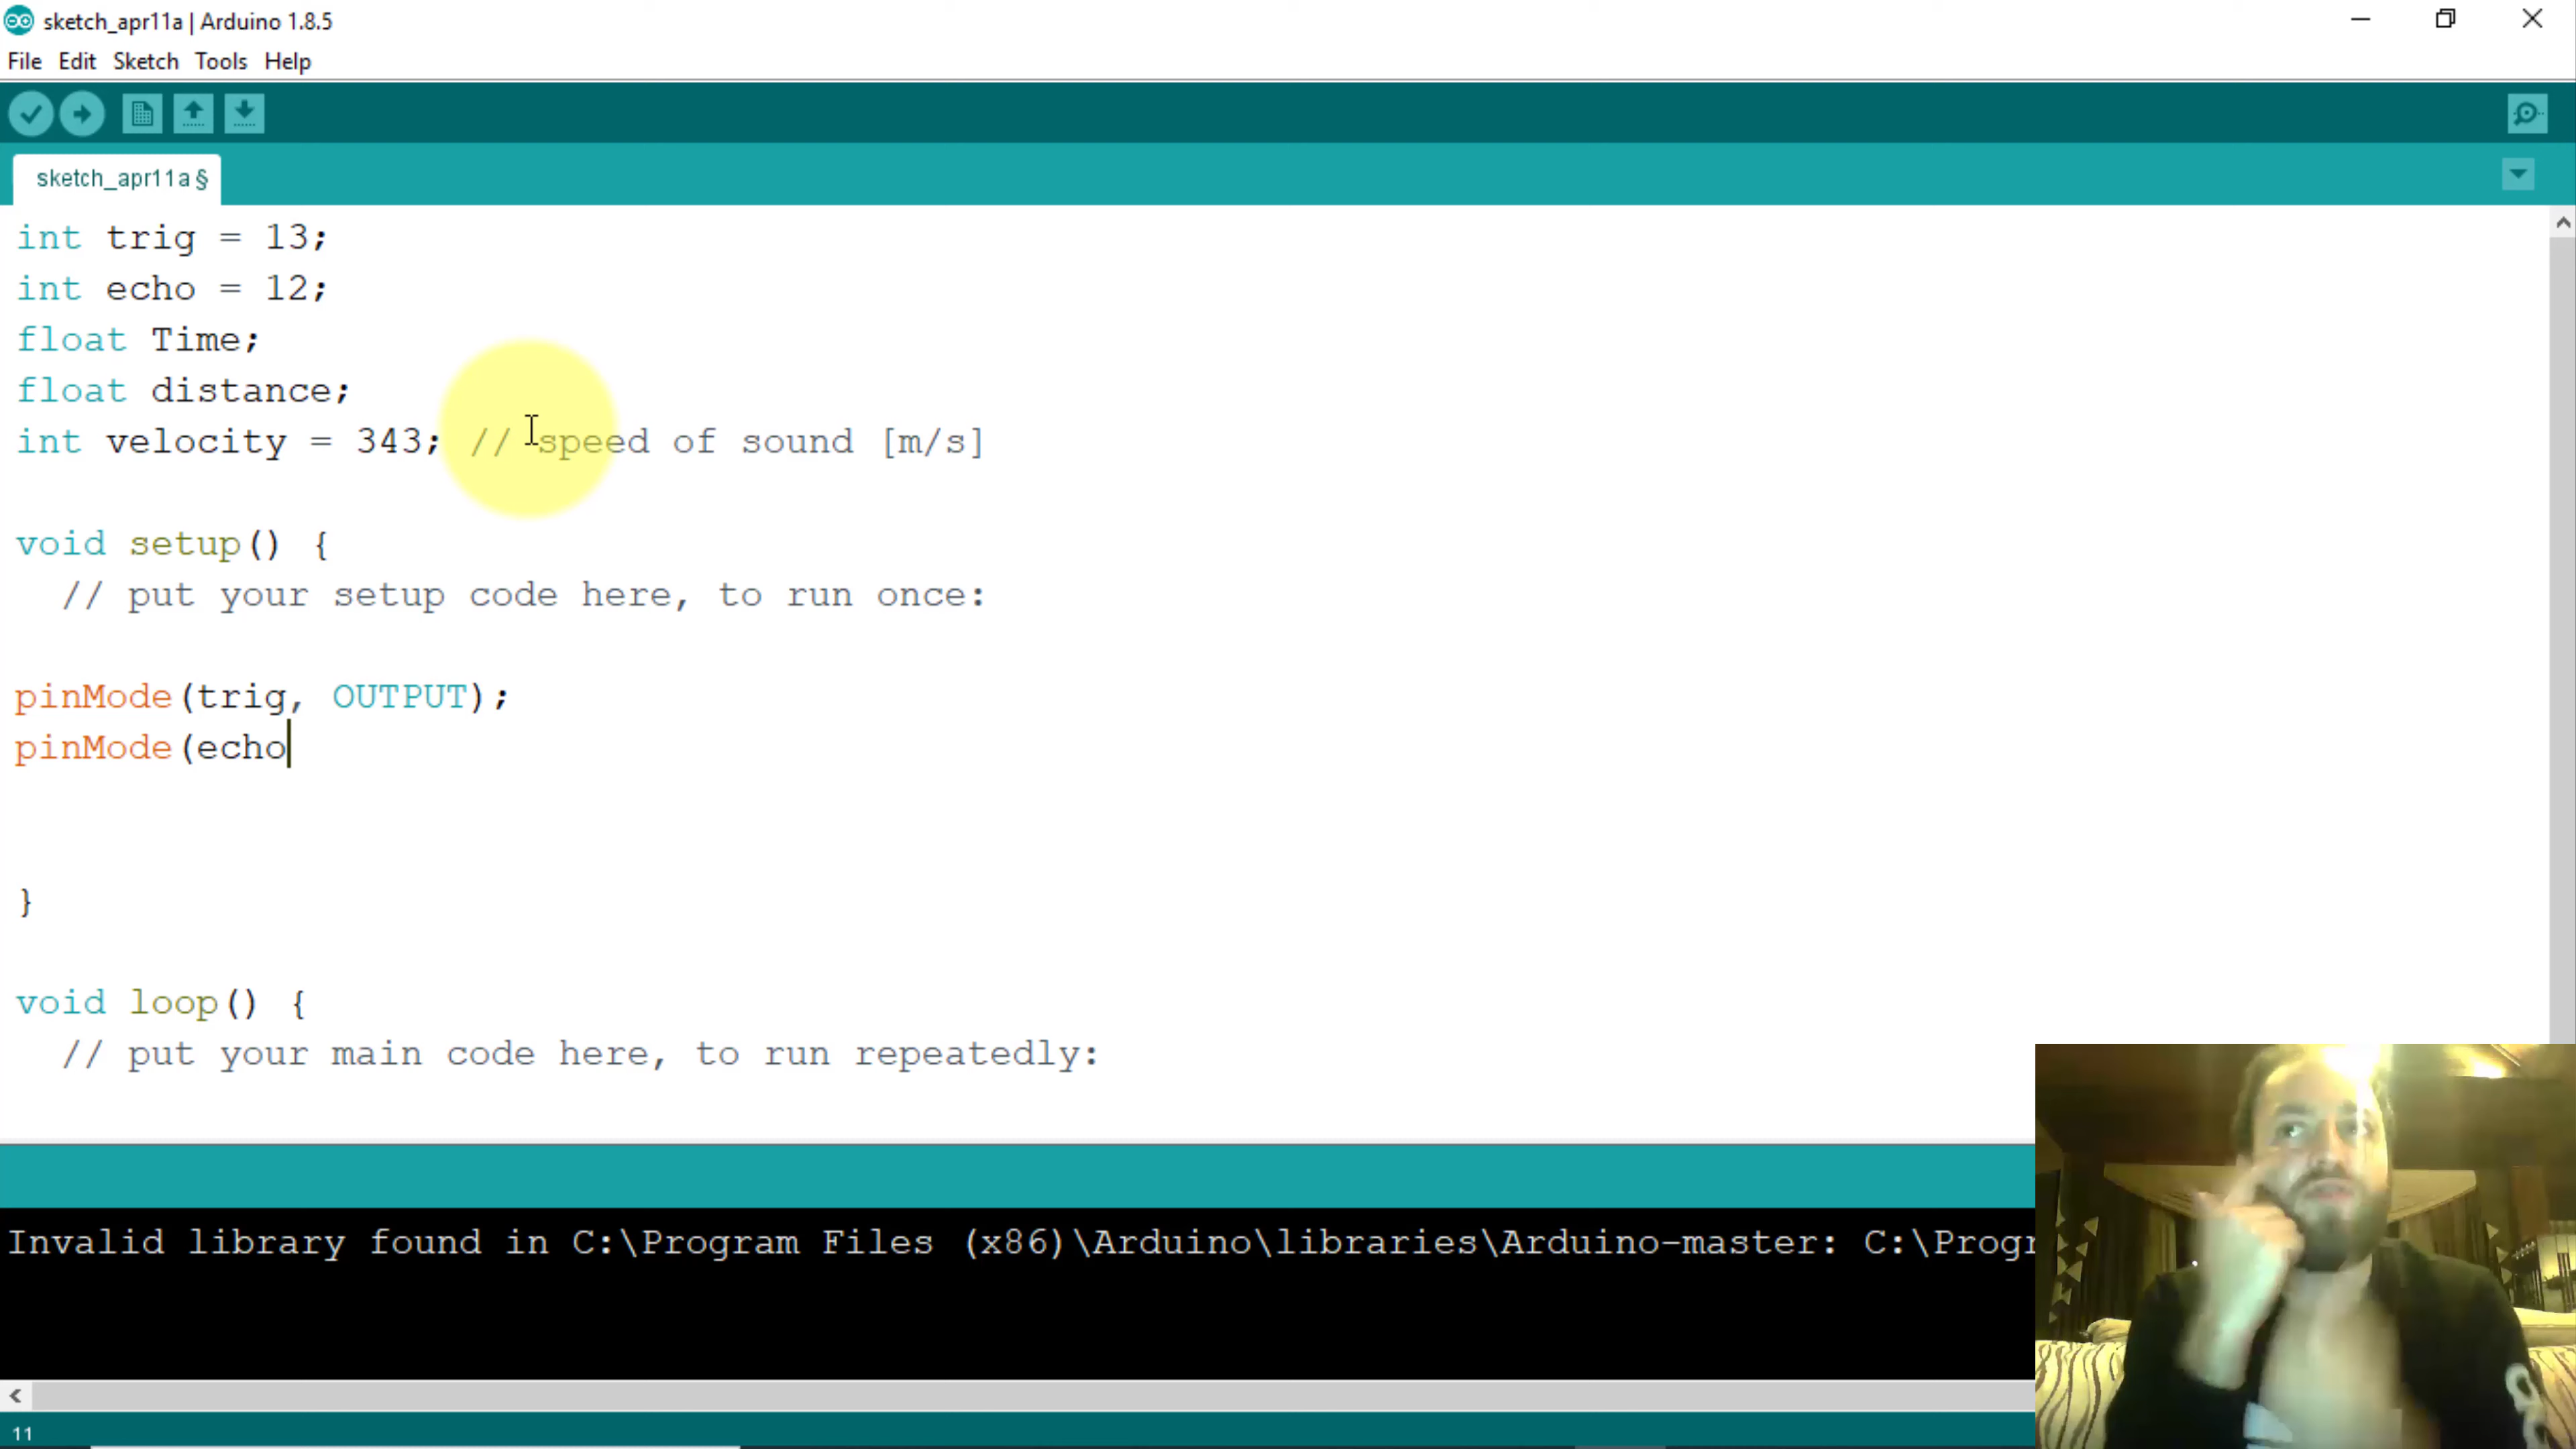 sketch_apr11a | Arduino 1.8.5
File Edit Sketch Tools Help
sketch_apr11a §
int trig = 13;
int echo = 12;
float Time;
float distance;
int velocity = 343; // speed of sound [m/s]
void setup() {
// put your setup code here, to run once:
pinMode(trig, OUTPUT);
pinMode(echo
}
void loop() {
// put your main code here, to run repeatedly:
Invalid library found in C:\Program Files (x86)\Arduino\libraries\Arduino-master: C:\Progr
11